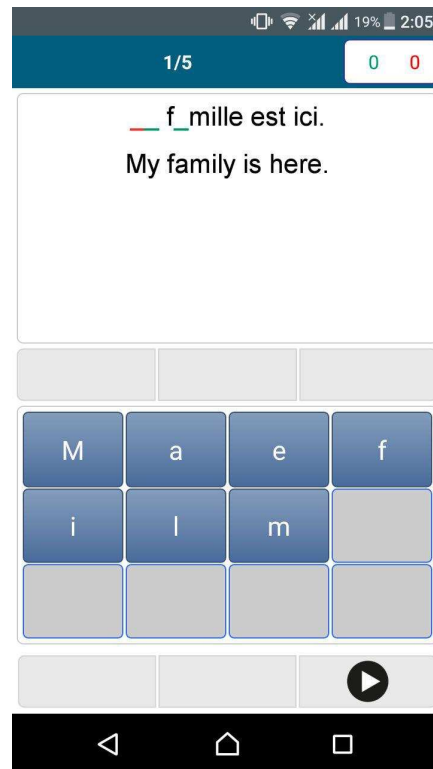 19% 2:05
1/5 0 0
__ f_mille est ici.
My family is here.
M a e f
i l m